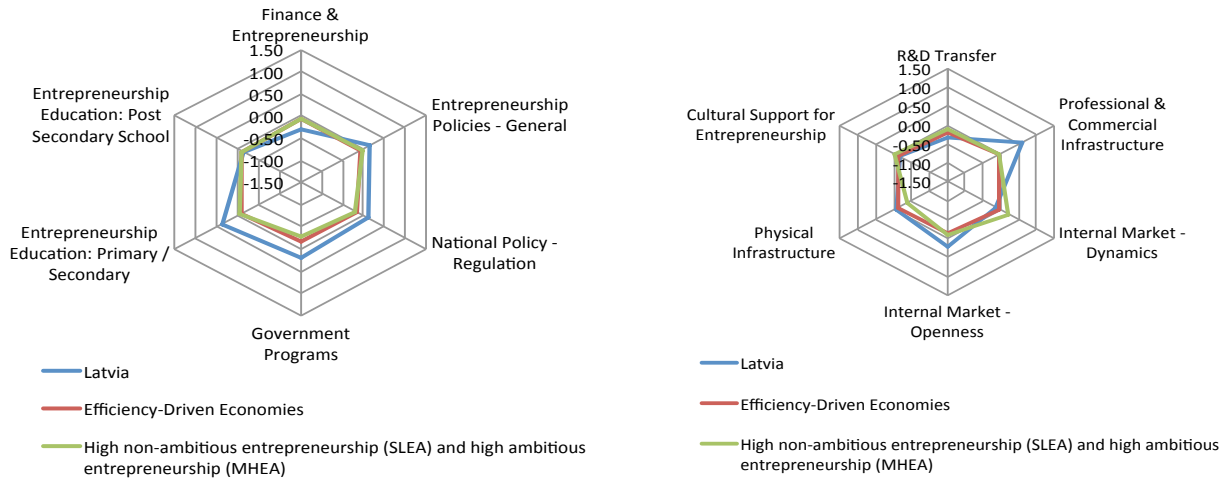 Finance &
Entrepreneurship
1.50
1.00
0.50
0.00
-0.50
-1.00
-1.50
Entrepreneurship
Policies - General
National Policy -
Regulation
Government
Programs
Entrepreneurship
Education: Primary /
Secondary
Entrepreneurship
Education: Post
Secondary School
Latvia
Efficiency-Driven Economies
High non-ambitious entrepreneurship (SLEA) and high ambitious
entrepreneurship (MHEA)
R&D Transfer
1.50
1.00
0.50
0.00
-0.50
-1.00
-1.50
Professional &
Commercial
Infrastructure
Internal Market -
Dynamics
Internal Market -
Openness
Physical
Infrastructure
Cultural Support for
Entrepreneurship
Latvia
Efficiency-Driven Economies
High non-ambitious entrepreneurship (SLEA) and high ambitious
entrepreneurship (MHEA)